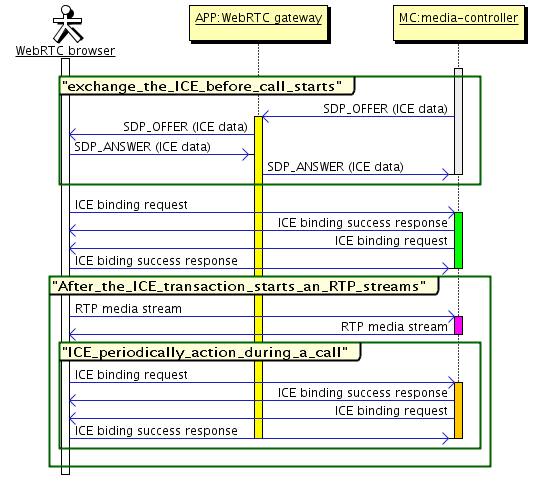 WebRTC browser
APP:WebRTC gateway
MC:media-controller
"exchange_the_ICE_before_call_starts"
SDP_OFFER (ICE data)
SDP_OFFER (ICE data)
SDP_ANSWER (ICE data)
SDP_ANSWER (ICE data)
ICE binding request
ICE binding success response
ICE binding request
ICE biding success response
"After_the_ICE_transaction_starts_an_RTP_streams"
RTP media stream
RTP media stream
"ICE_periodically_action_during_a_call"
ICE binding request
ICE binding success response
ICE binding request
ICE biding success response